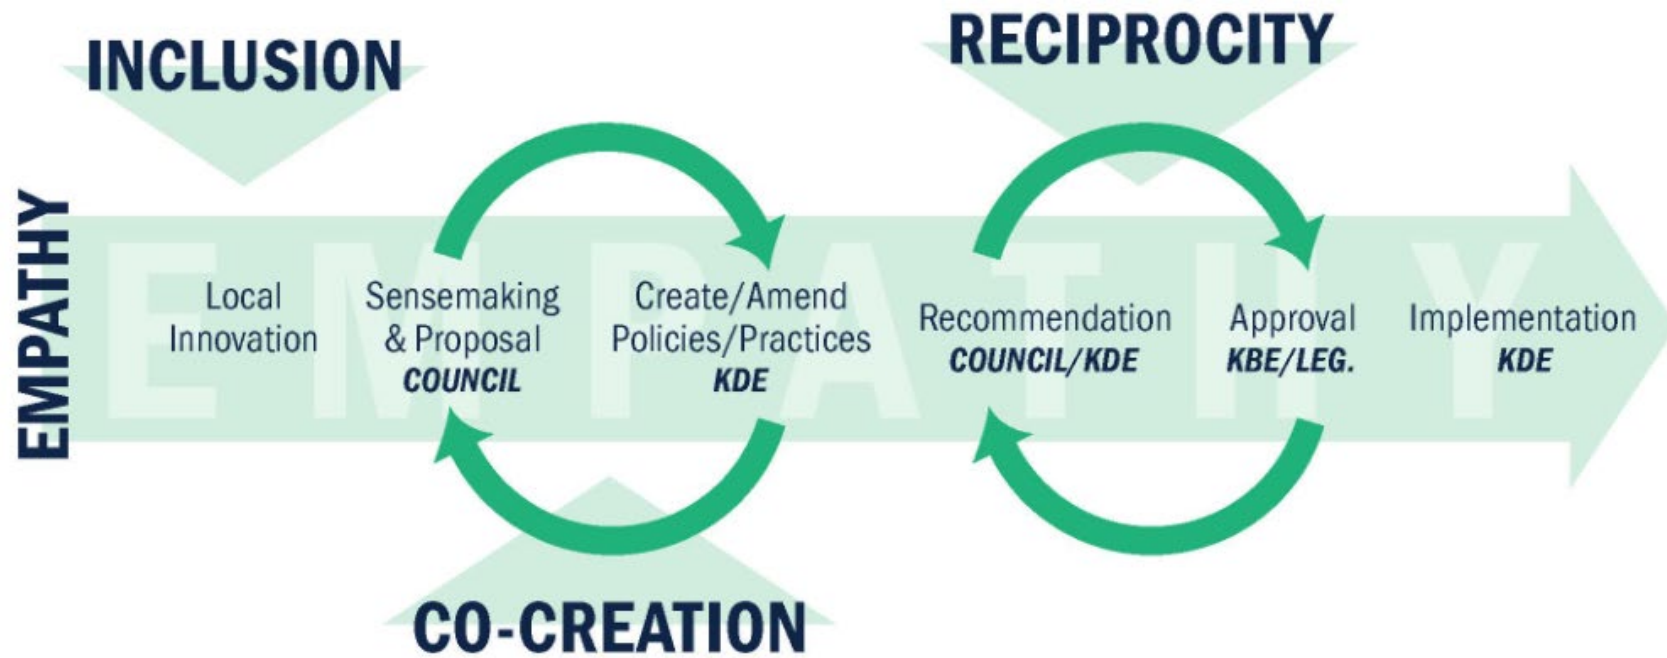 INCLUSION
RECIPROCITY
EMPATHY
EMPATHY
Local
Innovation
Sensemaking
& Proposal
COUNCIL
Create/Amend
Policies/Practices
KDE
Recommendation
COUNCIL/KDE
Approval
KBE/LEG.
Implementation
KDE
CO-CREATION